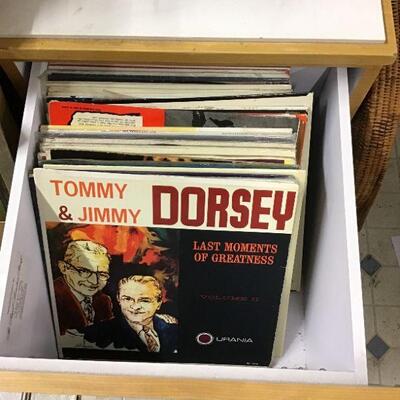 TOMMY
& JIMMY DORSEY
LAST MOMENTS
OF GREATNESS
VOLUME II
URANIA